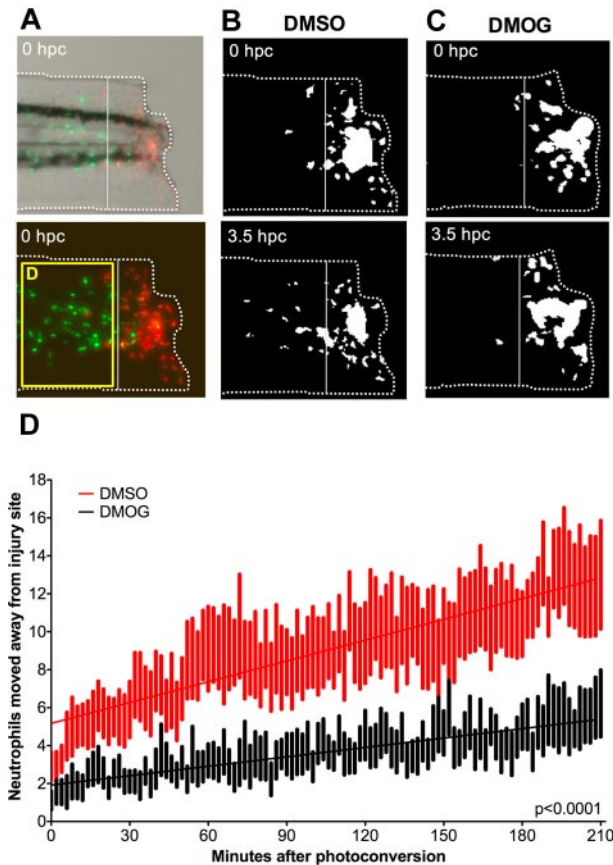 A
B
DMSO
C
DMOG
0 hpc
0 hpc
0 hpc
0 hpc
D
3.5 hpc
3.5 hpc
D
Neutrophils moved away from injury site
18
16
14
12
10
8
6
4
2
0
DMSO
DMOG
p<0.0001
0 30 60 90 120 150 180 210
Minutes after photoconversion